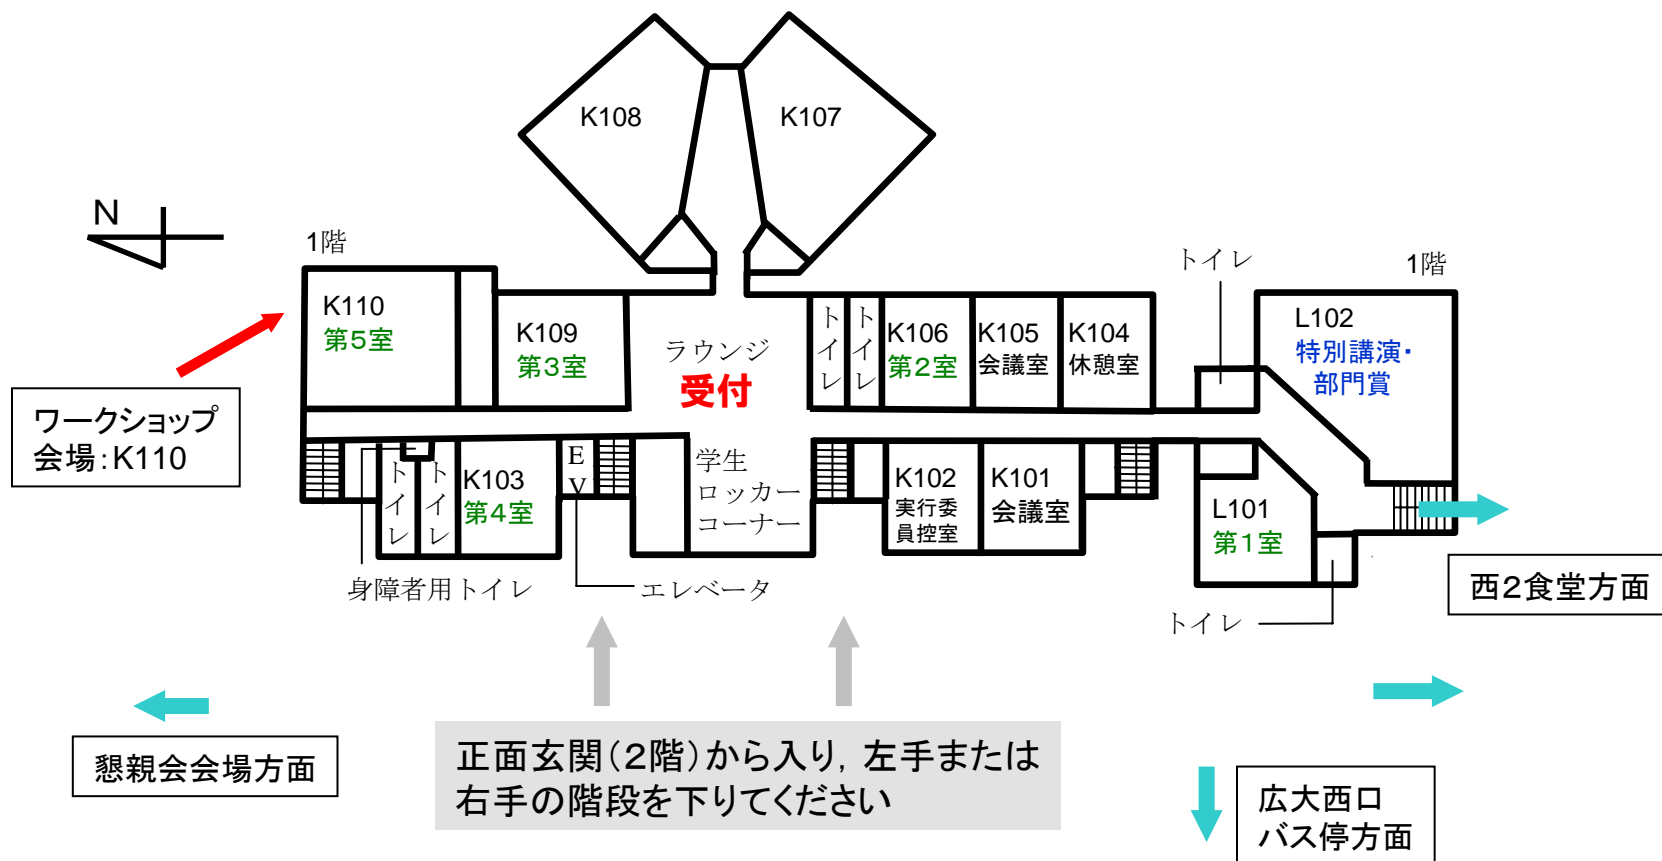 K108
K107
N
1階
トイレ
1階
K110
第5室
K109
第3室
ラウンジ
受付
トイレ
トイレ
K106
第2室
K105
会議室
K104
休憩室
L102
特別講演・
部門賞
ワークショップ
会場：K110
トイレ
トイレ
K103
第4室
EV
学生
ロッカー
コーナー
K102
実行委
員控室
K101
会議室
L101
第1室
身障者用トイレ
エレベータ
トイレ
西2食堂方面
懇親会会場方面
正面玄関（2階）から入り，左手または
右手の階段を下りてください
広大西口
バス停方面